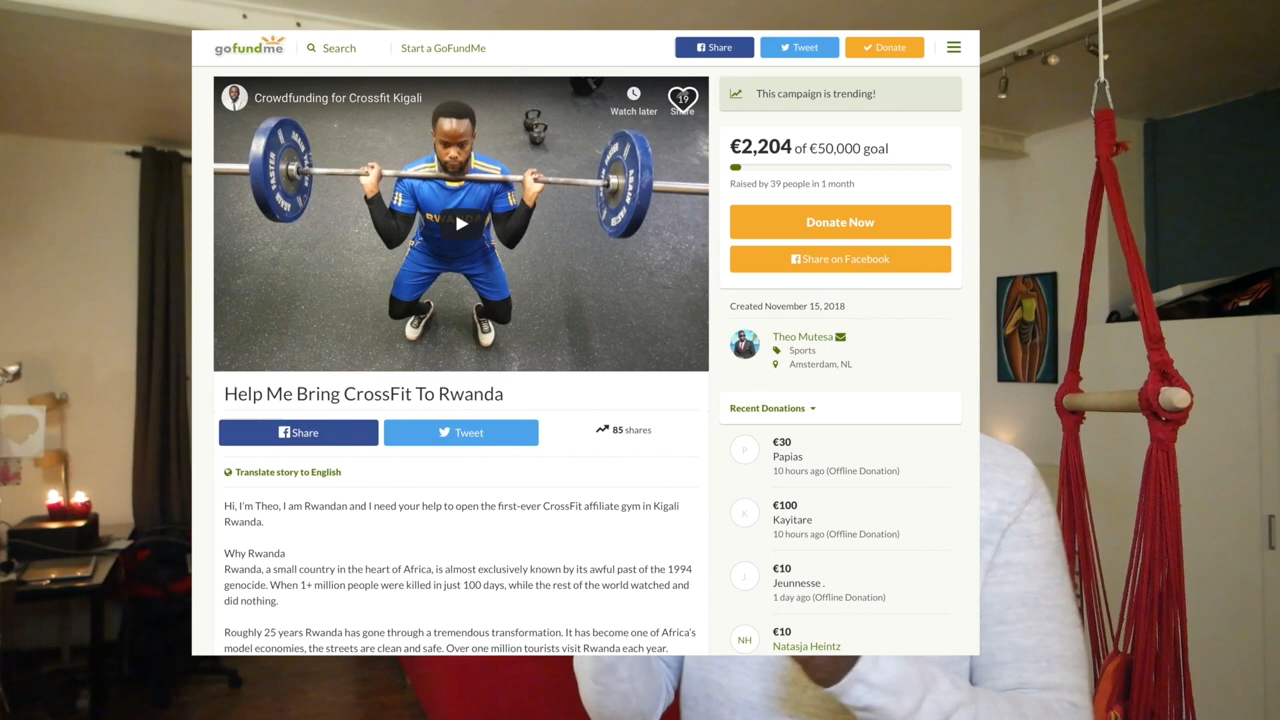 gofundme
Search
Start a GoFundMe
Share
Tweet
Donate
Crowdfunding for Crossfit Kigali
Watch later
19
Share
AGAIN FASTER
AGAIN FASTER
RWANDA
This campaign is trending!
€2,204 of €50,000 goal
Raised by 39 people in 1 month
Donate Now
Share on Facebook
Created November 15, 2018
Theo Mutesa
Sports
Amsterdam, NL
Help Me Bring CrossFit To Rwanda
Share
Tweet
85 shares
Translate story to English
Hi, I'm Theo, I am Rwandan and I need your help to open the first-ever CrossFit affiliate gym in Kigali
Rwanda.
Why Rwanda
Rwanda, a small country in the heart of Africa, is almost exclusively known by its awful past of the 1994
genocide. When 1+ million people were killed in just 100 days, while the rest of the world watched and
did nothing.
Roughly 25 years Rwanda has gone through a tremendous transformation. It has become one of Africa's
model economies, the streets are clean and safe. Over one million tourists visit Rwanda each year.
Recent Donations
P
€30
Papias
10 hours ago (Offline Donation)
K
€100
Kayitare
10 hours ago (Offline Donation)
J.
€10
Jeunnesse .
1 day ago (Offline Donation)
NH
€10
Natasja Heintz